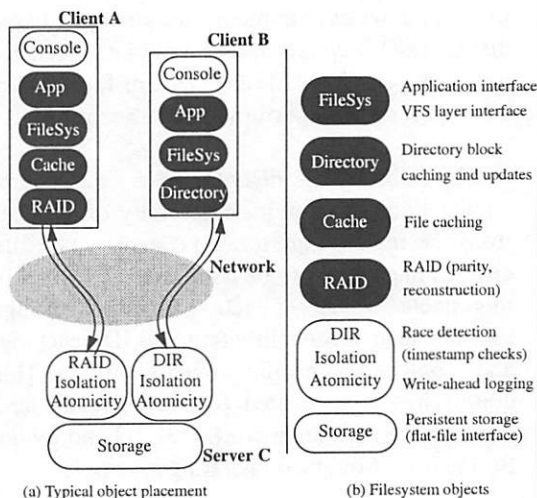 Client A
Console
App
FileSys
Cache
RAID
Client B
Console
App
FileSys
Directory
Network
RAID
Isolation
Atomicity
DIR
Isolation
Atomicity
Storage
Server C
(a) Typical object placement
FileSys
Application interface
VFS layer interface
Directory
Directory block
caching and updates
Cache
File caching
RAID
RAID (parity,
reconstruction)
DIR
Isolation
Atomicity
Race detection
(timestamp checks)
Write-ahead logging
Storage
Persistent storage
(flat-file interface)
(b) Filesystem objects